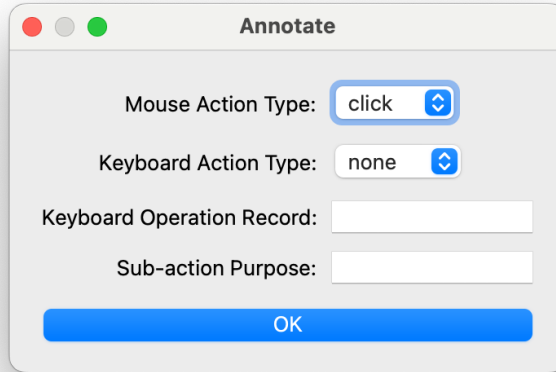 Annotate
Mouse Action Type: click
Keyboard Action Type: none
Keyboard Operation Record:
Sub-action Purpose:
OK